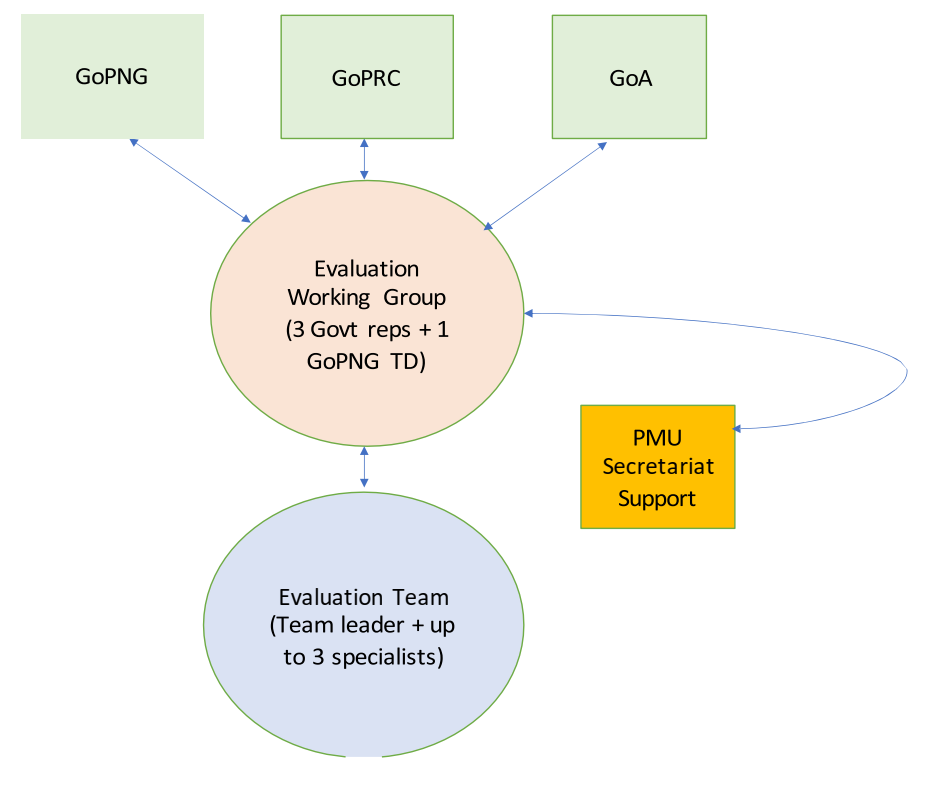 GoPNG
GoPRC
GoA
Evaluation
Working Group
(3 Govt reps + 1
GoPNG TD)
PMU
Secretariat
Support
Evaluation Team
(Team leader + up
to 3 specialists)